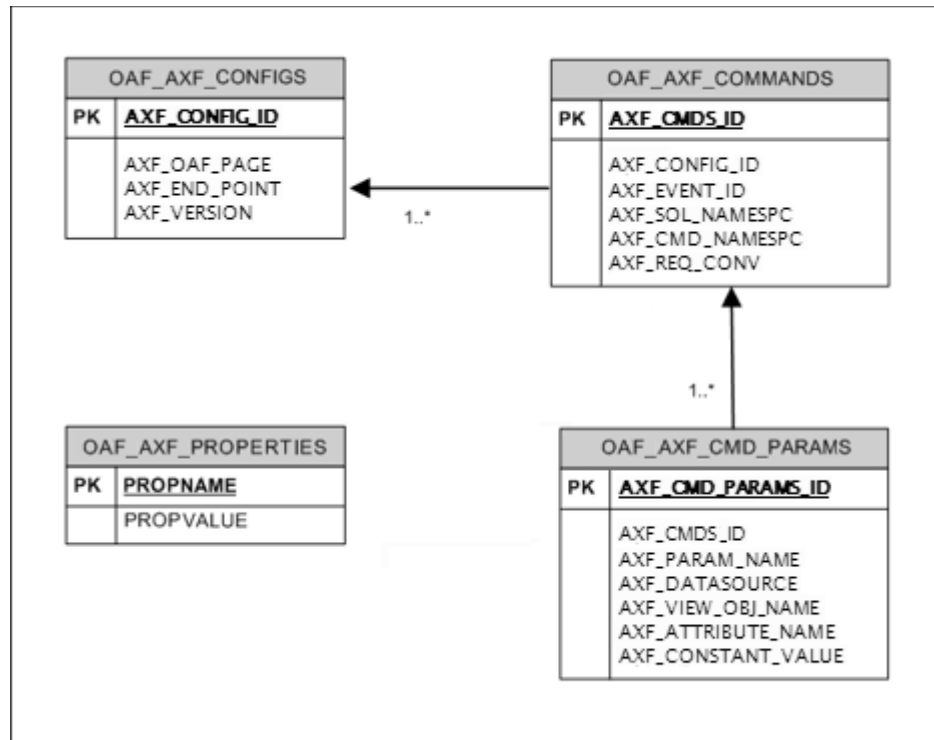 OAF_AXF_CONFIGS
PK AXF_CONFIG_ID
AXF_OAF_PAGE
AXF_END_POINT
AXF_VERSION
1..*
OAF_AXF_COMMANDS
PK AXF_CMDS_ID
AXF_CONFIG_ID
AXF_EVENT_ID
AXF_SOL_NAMESPC
AXF_CMD_NAMESPC
AXF_REQ_CONV
1..*
OAF_AXF_PROPERTIES
PK PROPNAME
PROPVALUE
OAF_AXF_CMD_PARAMS
PK AXF_CMD_PARAMS_ID
AXF_CMDS_ID
AXF_PARAM_NAME
AXF_DATASOURCE
AXF_VIEW_OBJ_NAME
AXF_ATTRIBUTE_NAME
AXF_CONSTANT_VALUE